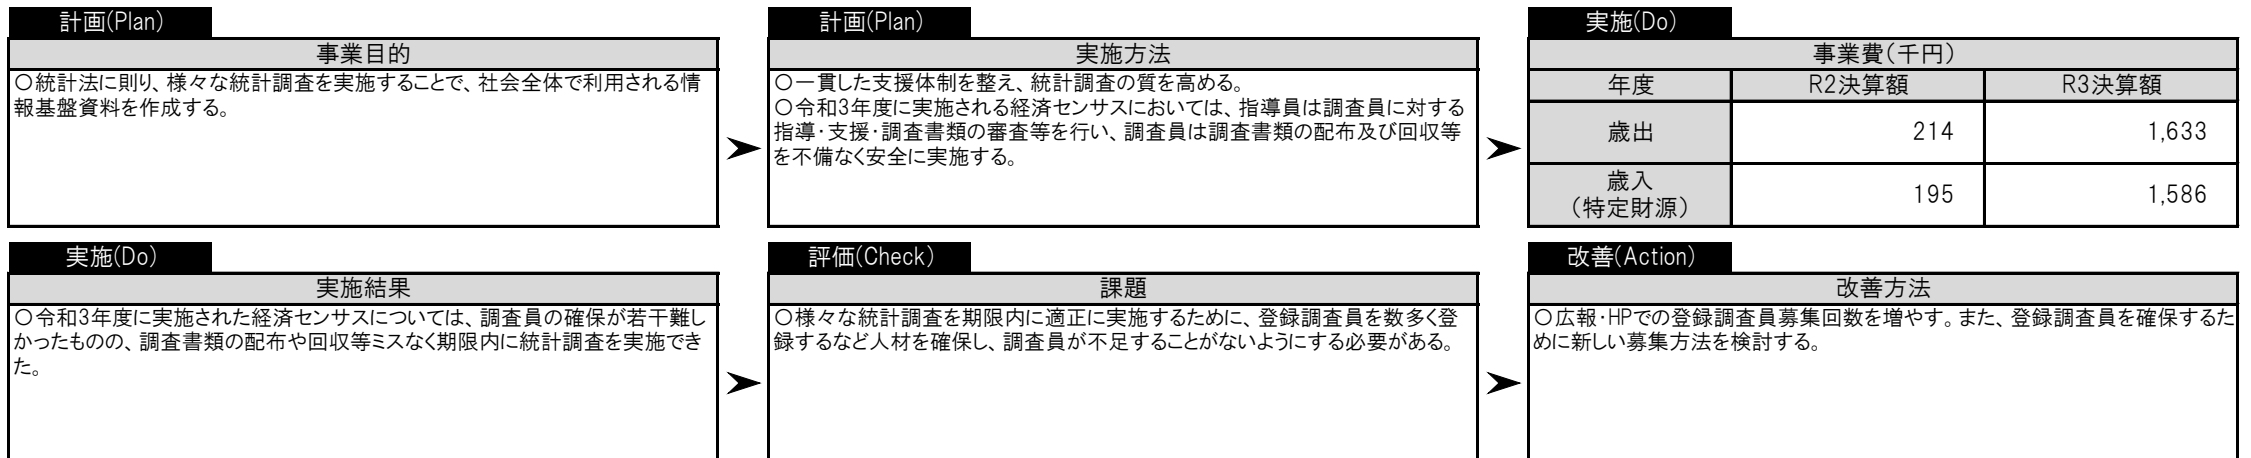 計画(Plan)
事業目的
○統計法に則り、様々な統計調査を実施することで、社会全体で利用される情
報基盤資料を作成する。
計画(Plan)
実施方法
○一貫した支援体制を整え、統計調査の質を高める。
○令和3年度に実施される経済センサスにおいては、指導員は調査員に対する
指導・支援・調査書類の審査等を行い、調査員は調査書類の配布及び回収等
を不備なく安全に実施する。
実施(Do)
事業費(千円)
年度 R2決算額 R3決算額
歳出 214 1,633
歳入
(特定財源) 195 1,586
実施(Do)
実施結果
○令和3年度に実施された経済センサスについては、調査員の確保が若干難し
かったものの、調査書類の配布や回収等ミスなく期限内に統計調査を実施でき
た。
評価(Check)
課題
○様々な統計調査を期限内に適正に実施するために、登録調査員を数多く登
録するなど人材を確保し、調査員が不足することがないようにする必要がある。
改善(Action)
改善方法
○広報・HPでの登録調査員募集回数を増やす。また、登録調査員を確保するた
めに新しい募集方法を検討する。